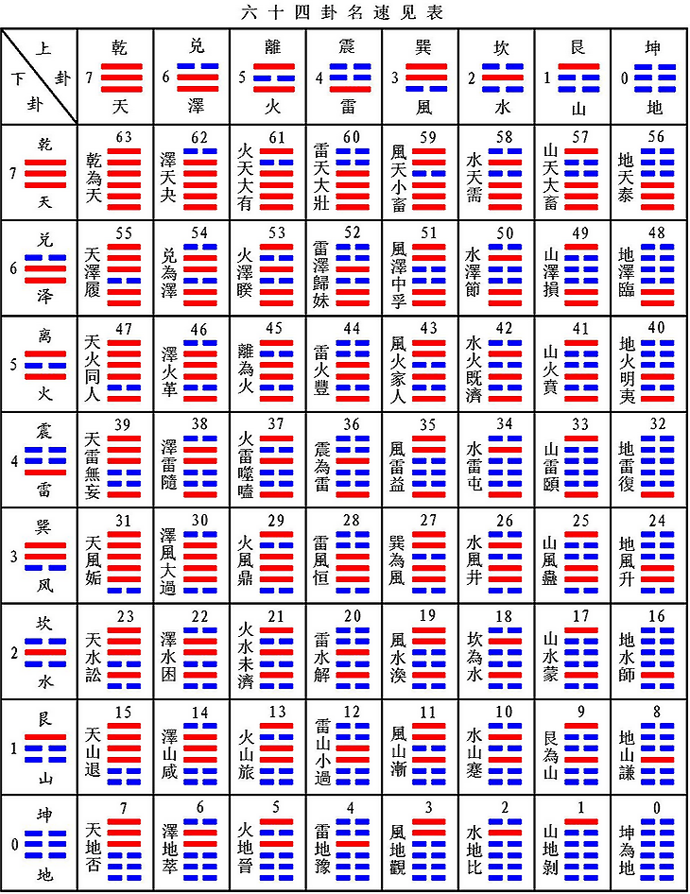 六十四卦名速见表
上卦
下卦
乾 7 天
兑 6 澤
離 5 火
震 4 雷
巽 3 風
坎 2 水
艮 1 山
坤 0 地
乾 7 天
63 乾為天
62 澤天夬
61 火天大有
60 雷天大壯
59 風天小畜
58 水天需
57 山天大畜
56 地天泰
兑 6 泽
55 天澤履
54 兑為澤
53 火澤睽
52 雷澤歸妹
51 風澤中孚
50 水澤節
49 山澤損
48 地澤臨
离 5 火
47 天火同人
46 澤火革
45 離為火
44 雷火豐
43 風火家人
42 水火既濟
41 山火賁
40 地火明夷
震 4 雷
39 天雷無妄
38 澤雷隨
37 火雷噬嗑
36 震為雷
35 風雷益
34 水雷屯
33 山雷頤
32 地雷復
巽 3 风
31 天風姤
30 澤風大過
29 火風鼎
28 雷風恒
27 巽為風
26 水風井
25 山風蠱
24 地風升
坎 2 水
23 天水訟
22 澤水困
21 火水未濟
20 雷水解
19 風水渙
18 坎為水
17 山水蒙
16 地水師
艮 1 山
15 天山退
14 澤山咸
13 火山旅
12 雷山小過
11 風山漸
10 水山蹇
9 艮為山
8 地山謙
坤 0 地
7 天地否
6 澤地萃
5 火地晉
4 雷地豫
3 風地觀
2 水地比
1 山地剝
0 坤為地